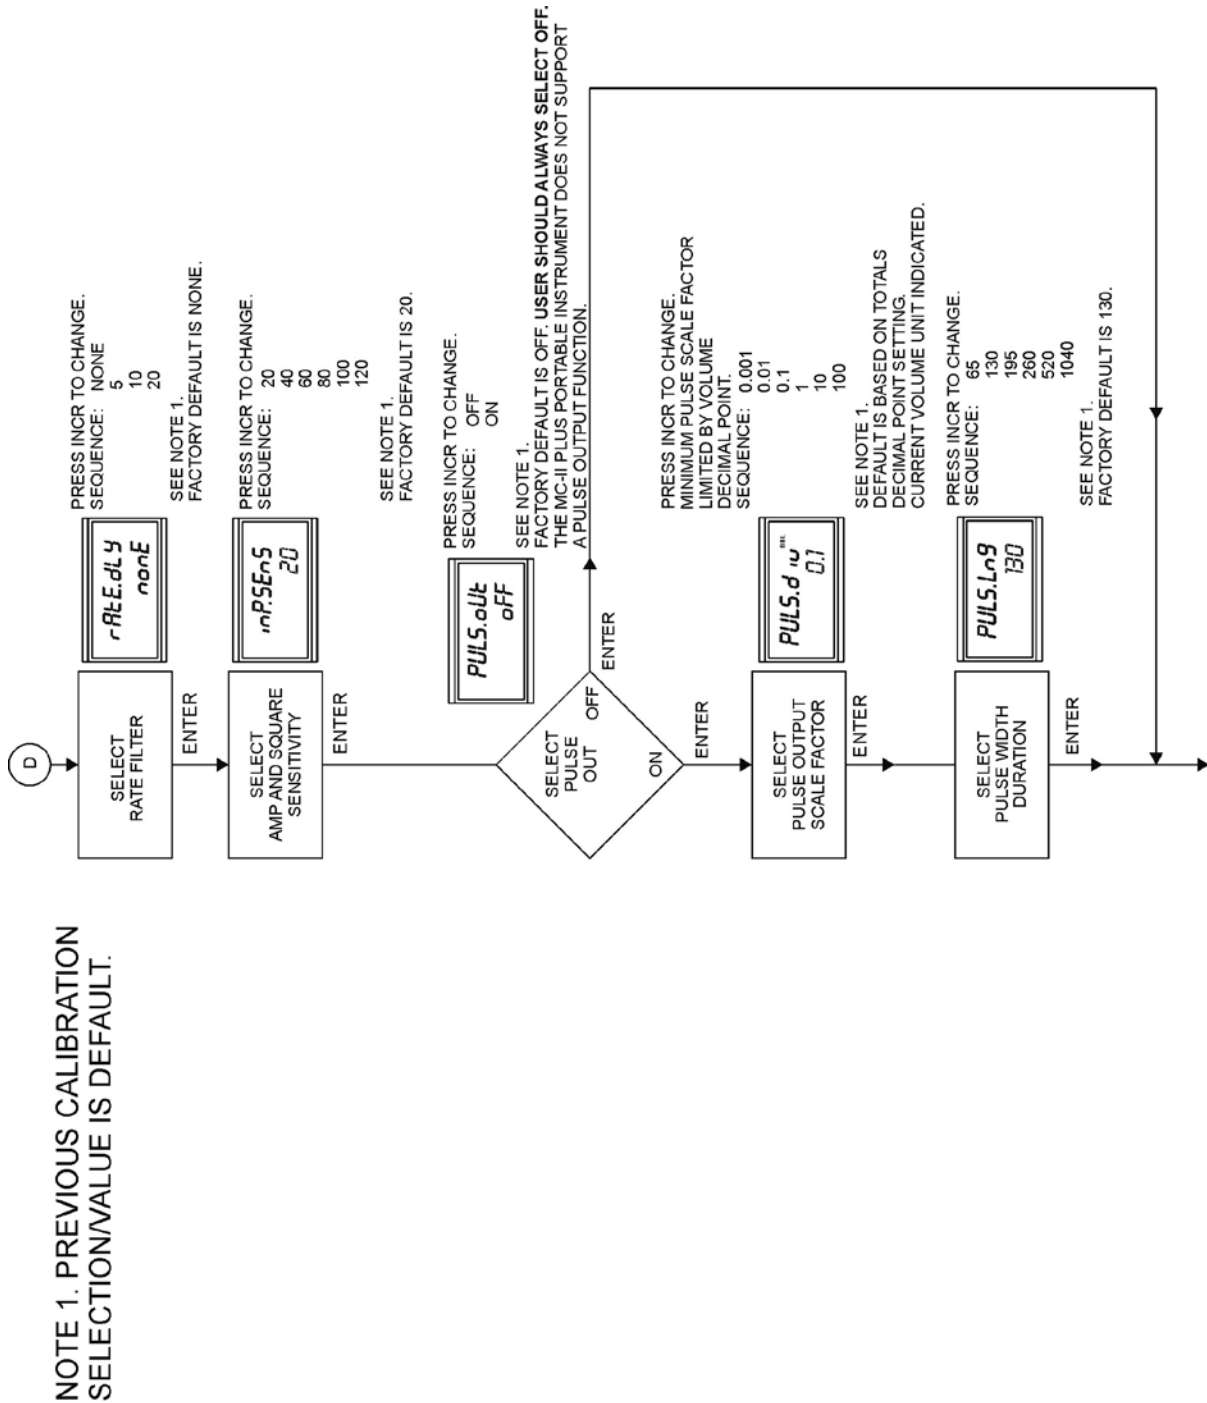 NOTE 1. PREVIOUS CALIBRATION
SELECTION/VALUE IS DEFAULT.
D
SELECT
RATE FILTER
rAtE.dLY
nonE
PRESS INCR TO CHANGE.
SEQUENCE: NONE
5
10
20
SEE NOTE 1.
FACTORY DEFAULT IS NONE.
ENTER
SELECT
AMP AND SQUARE
SENSITIVITY
inP.SEnS
20
PRESS INCR TO CHANGE.
SEQUENCE: 20
40
60
80
100
120
SEE NOTE 1.
FACTORY DEFAULT IS 20.
ENTER
SELECT
PULSE
OUT
OFF
ON
PULS.oUt
oFF
PRESS INCR TO CHANGE.
SEQUENCE: OFF
ON
SEE NOTE 1.
FACTORY DEFAULT IS OFF. USER SHOULD ALWAYS SELECT OFF.
THE MC-II PLUS PORTABLE INSTRUMENT DOES NOT SUPPORT
A PULSE OUTPUT FUNCTION.
ENTER
ENTER
SELECT
PULSE OUTPUT
SCALE FACTOR
PULS.d iv
BBL
0.1
PRESS INCR TO CHANGE.
MINIMUM PULSE SCALE FACTOR
LIMITED BY VOLUME
DECIMAL POINT.
SEQUENCE: 0.001
0.01
0.1
1
10
100
SEE NOTE 1.
DEFAULT IS BASED ON TOTALS
DECIMAL POINT SETTING.
CURRENT VOLUME UNIT INDICATED.
ENTER
SELECT
PULSE WIDTH
DURATION
PULS.Ln9
130
PRESS INCR TO CHANGE.
SEQUENCE: 65
130
195
260
520
1040
SEE NOTE 1.
FACTORY DEFAULT IS 130.
ENTER